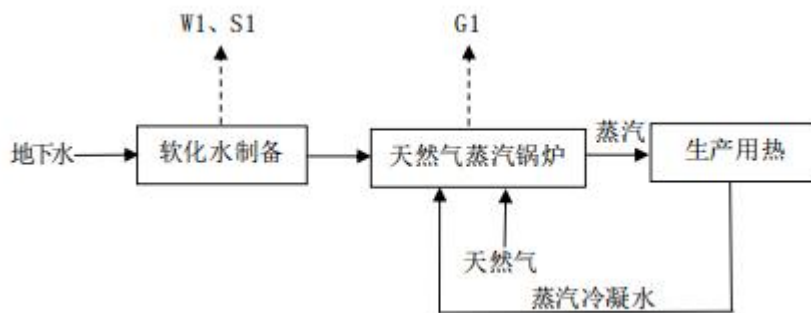 W1、S1
G1
地下水
软化水制备
天然气蒸汽锅炉
蒸汽
生产用热
天然气
蒸汽冷凝水